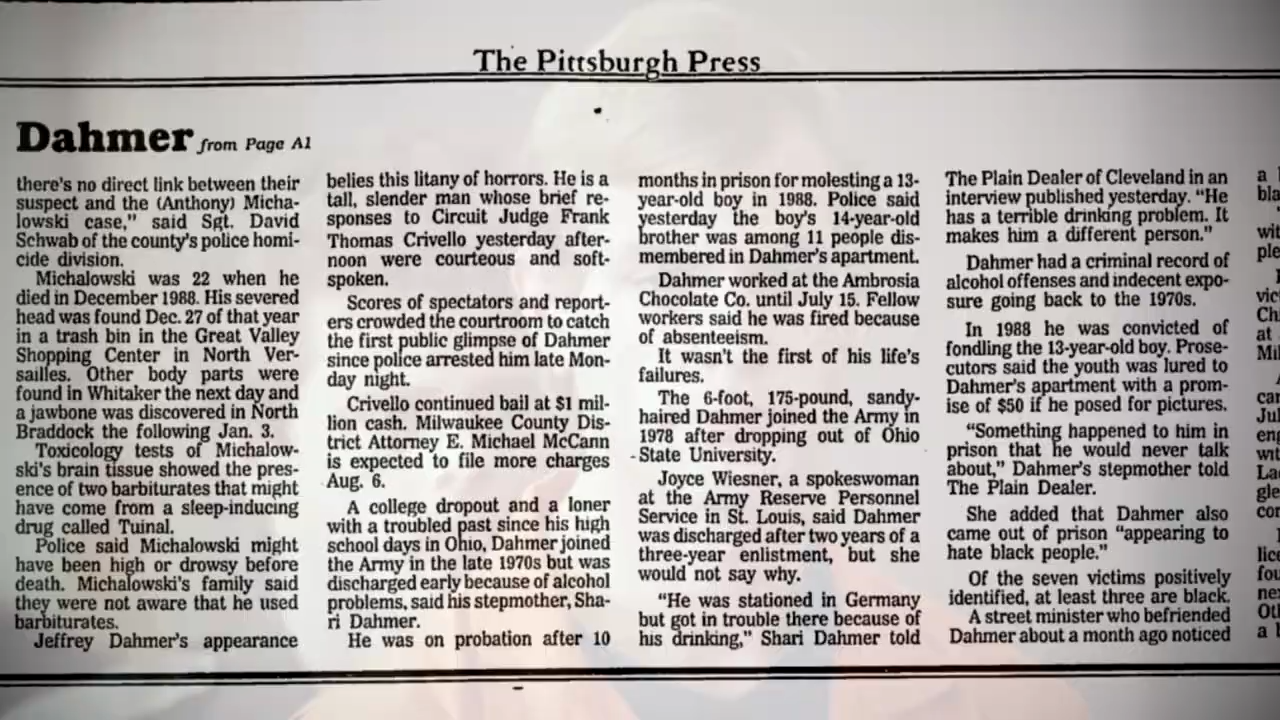 The Pittsburgh Press
Dahmer from Page A1
there's no direct link between their
suspect and the (Anthony) Micha-
lowski case," said Sgt. David
Schwab of the county's police homi-
cide division.
Michalowski was 22 when he
died in December 1988. His severed
head was found Dec. 27 of that year
in a trash bin in the Great Valley
Shopping Center in North Ver-
sailles. Other body parts were
found in Whitaker the next day and
a jawbone was discovered in North
Braddock the following Jan. 3.
Toxicology tests of Michalow-
ski's brain tissue showed the pres-
ence of two barbiturates that might
have come from a sleep-inducing
drug called Tuinal.
Police said Michalowski might
have been high or drowsy before
death. Michalowski's family said
they were not aware that he used
barbiturates.
Jeffrey Dahmer's appearance
belies this litany of horrors. He is a
tall, slender man whose brief re-
sponses to Circuit Judge Frank
Thomas Crivello yesterday after-
noon were courteous and soft-
spoken.
Scores of spectators and report-
ers crowded the courtroom to catch
the first public glimpse of Dahmer
since police arrested him late Mon-
day night.
Crivello continued bail at $1 mil-
lion cash. Milwaukee County Dis-
trict Attorney E. Michael McCann
is expected to file more charges
Aug. 6.
A college dropout and a loner
with a troubled past since his high
school days in Ohio, Dahmer joined
the Army in the late 1970s but was
discharged early because of alcohol
problems, said his stepmother, Sha-
ri Dahmer.
He was on probation after 10
months in prison for molesting a 13-
year-old boy in 1988. Police said
yesterday the boy's 14-year-old
brother was among 11 people dis-
membered in Dahmer's apartment.
Dahmer worked at the Ambrosia
Chocolate Co. until July 15. Fellow
workers said he was fired because
of absenteeism.
It wasn't the first of his life's
failures.
The 6-foot, 175-pound, sandy-
haired Dahmer joined the Army in
1978 after dropping out of Ohio
State University.
Joyce Wiesner, a spokeswoman
at the Army Reserve Personnel
Service in St. Louis, said Dahmer
was discharged after two years of a
three-year enlistment, but she
would not say why.
"He was stationed in Germany
but got in trouble there because of
his drinking," Shari Dahmer told
The Plain Dealer of Cleveland in an
interview published yesterday. "He
has a terrible drinking problem. It
makes him a different person."
Dahmer had a criminal record of
alcohol offenses and indecent expo-
sure going back to the 1970s.
In 1988 he was convicted of
fondling the 13-year-old boy. Prose-
cutors said the youth was lured to
Dahmer's apartment with a prom-
ise of $50 if he posed for pictures.
"Something happened to him in
prison that he would never talk
about," Dahmer's stepmother told
The Plain Dealer.
She added that Dahmer also
came out of prison "appearing to
hate black people."
Of the seven victims positively
identified, at least three are black.
A street minister who befriended
Dahmer about a month ago noticed